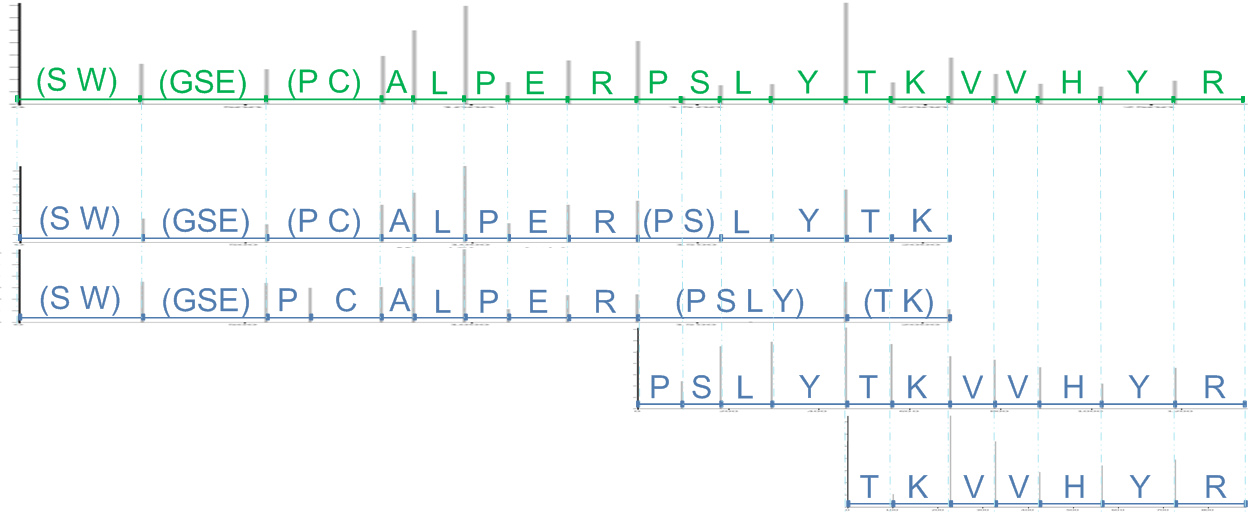 (S W) (GSE) (P C) A L P E R P S L Y T K V V H Y R
(S W) (GSE) (P C) A L P E R (P S) L Y T K
(S W) (GSE) P C A L P E R (P S L Y) (T K)
P S L Y T K V V H Y R
T K V V H Y R